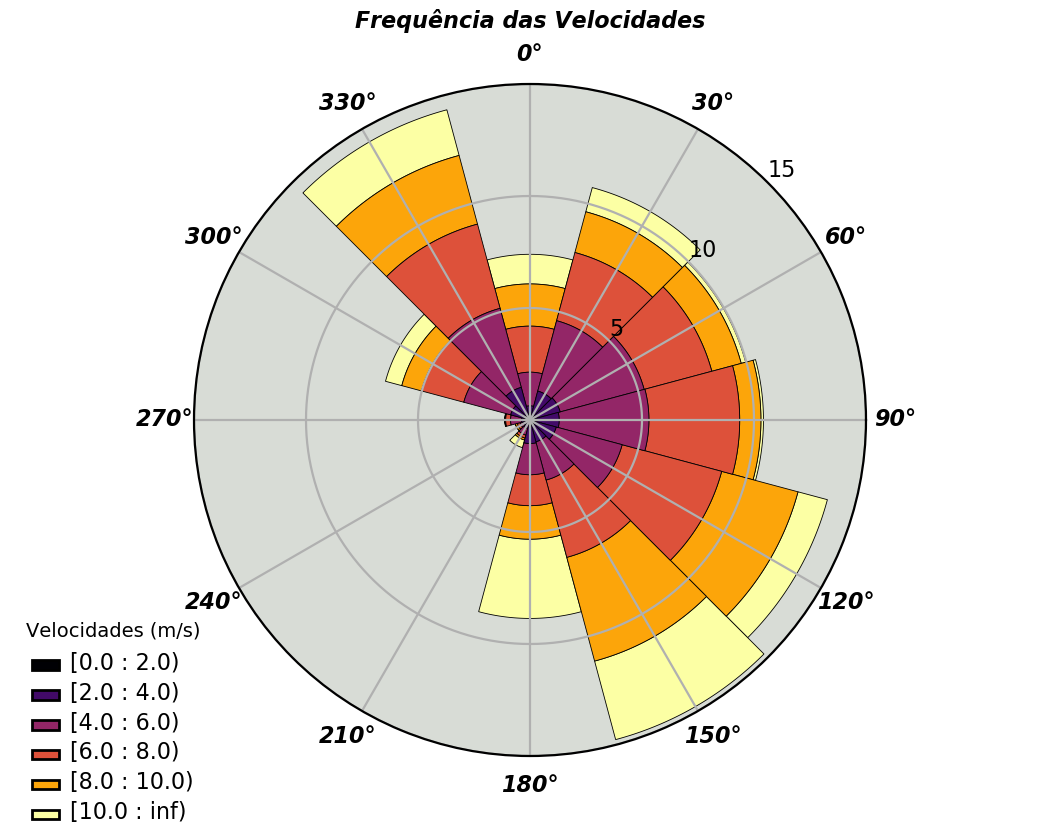 Frequência das Velocidades
0°
330°
30°
15
300°
60°
10
5
270°
90°
240°
120°
210°
150°
180°
Velocidades (m/s)
[0.0 : 2.0)
[2.0 : 4.0)
[4.0 : 6.0)
[6.0 : 8.0)
[8.0 : 10.0)
[10.0 : inf)